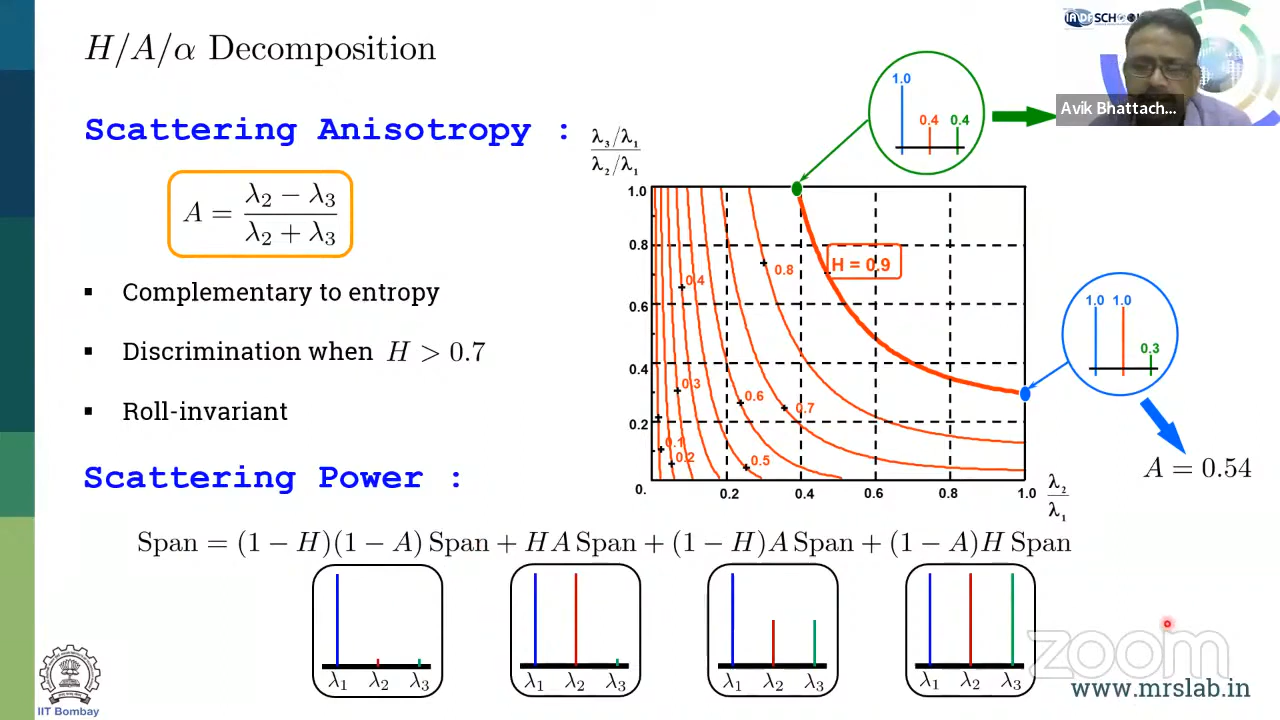 H/A/α Decomposition
IADF SCHOOL
Avik Bhattach...
Scattering Anisotropy :
A = (λ₂ − λ₃) / (λ₂ + λ₃)
▪ Complementary to entropy
▪ Discrimination when H > 0.7
▪ Roll-invariant
λ₃/λ₁
λ₂/λ₁
1.0
0.8
0.6
0.4
0.2
0.
0.2 0.4 0.6 0.8 1.0
λ₂
λ₁
H = 0.9
0.8
0.4
0.3
0.6
0.7
0.1
0.2
0.5
1.0
0.4 0.4
1.0 1.0
0.3
A = 0.54
Scattering Power :
Span = (1 − H)(1 − A) Span + H A Span + (1 − H)A Span + (1 − A)H Span
λ₁ λ₂ λ₃
λ₁ λ₂ λ₃
λ₁ λ₂ λ₃
λ₁ λ₂ λ₃
zoom
www.mrslab.in
IIT Bombay